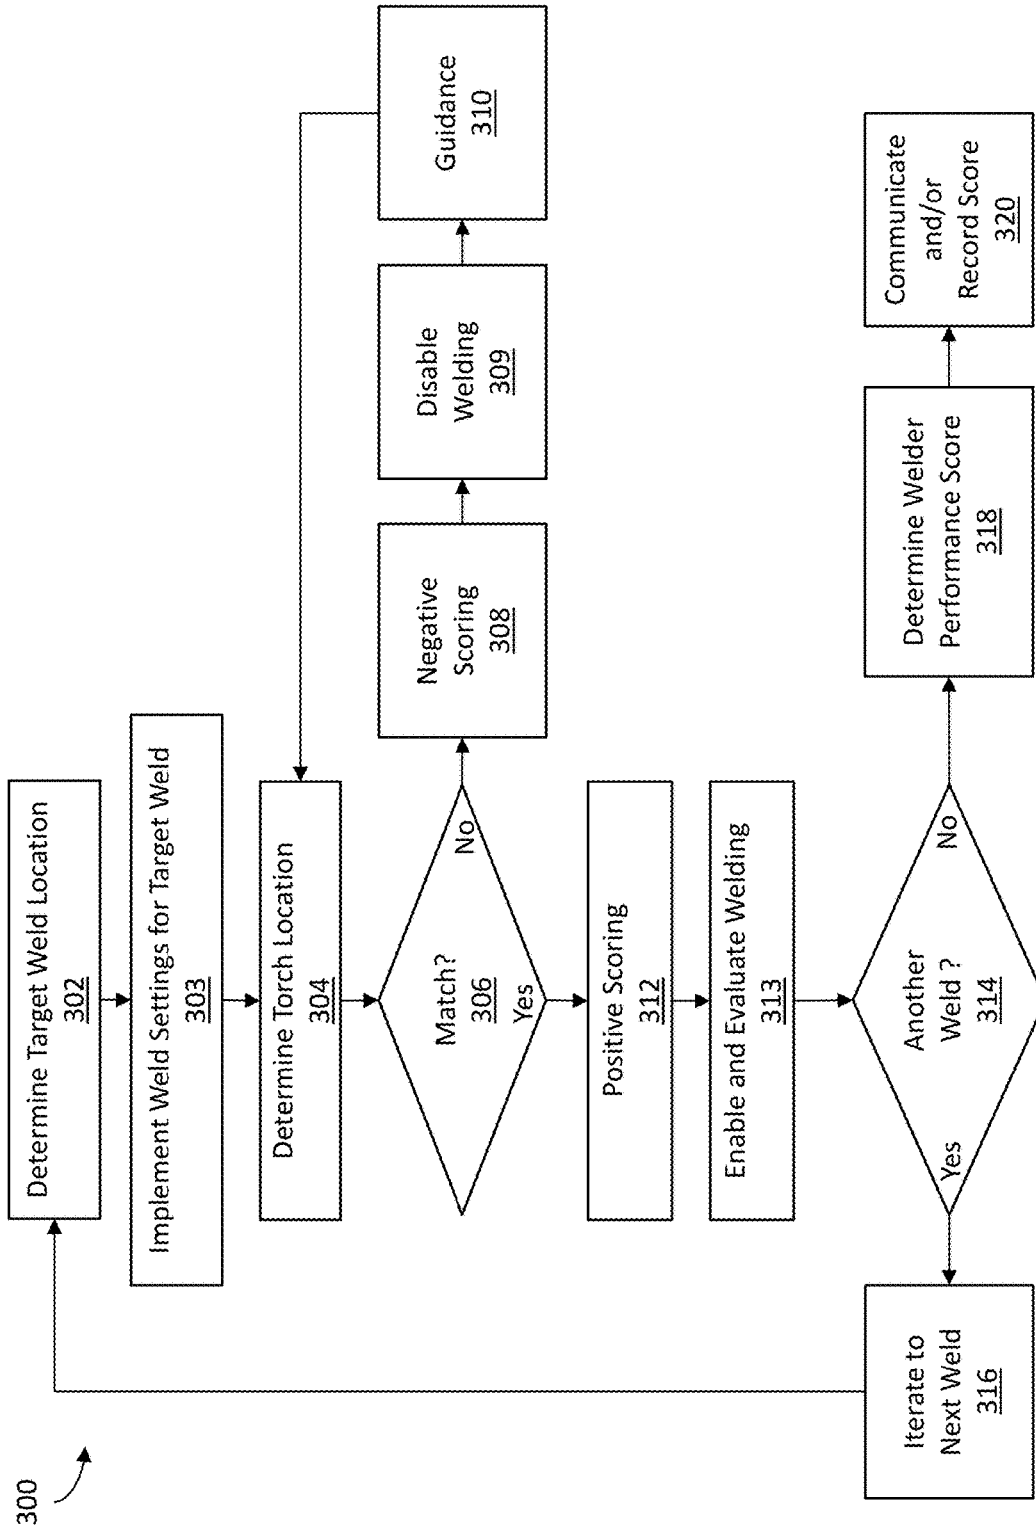 300
Determine Target Weld Location
302
Implement Weld Settings for Target Weld
303
Determine Torch Location
304
Match?
306
No
Yes
Negative
Scoring
308
Disable
Welding
309
Guidance
310
Positive Scoring
312
Enable and Evaluate Welding
313
Another
Weld ?
314
Yes
No
Iterate to
Next Weld
316
Determine Welder
Performance Score
318
Communicate
and/or
Record Score
320